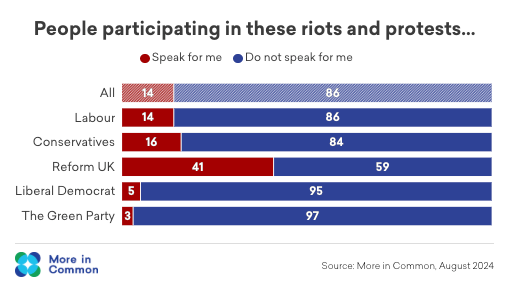 People participating in these riots and protests...
Speak for me Do not speak for me
All 14 86
Labour 14 86
Conservatives 16 84
Reform UK 41 59
Liberal Democrat 5 95
The Green Party 3 97
More in
Common
Source: More in Common, August 2024